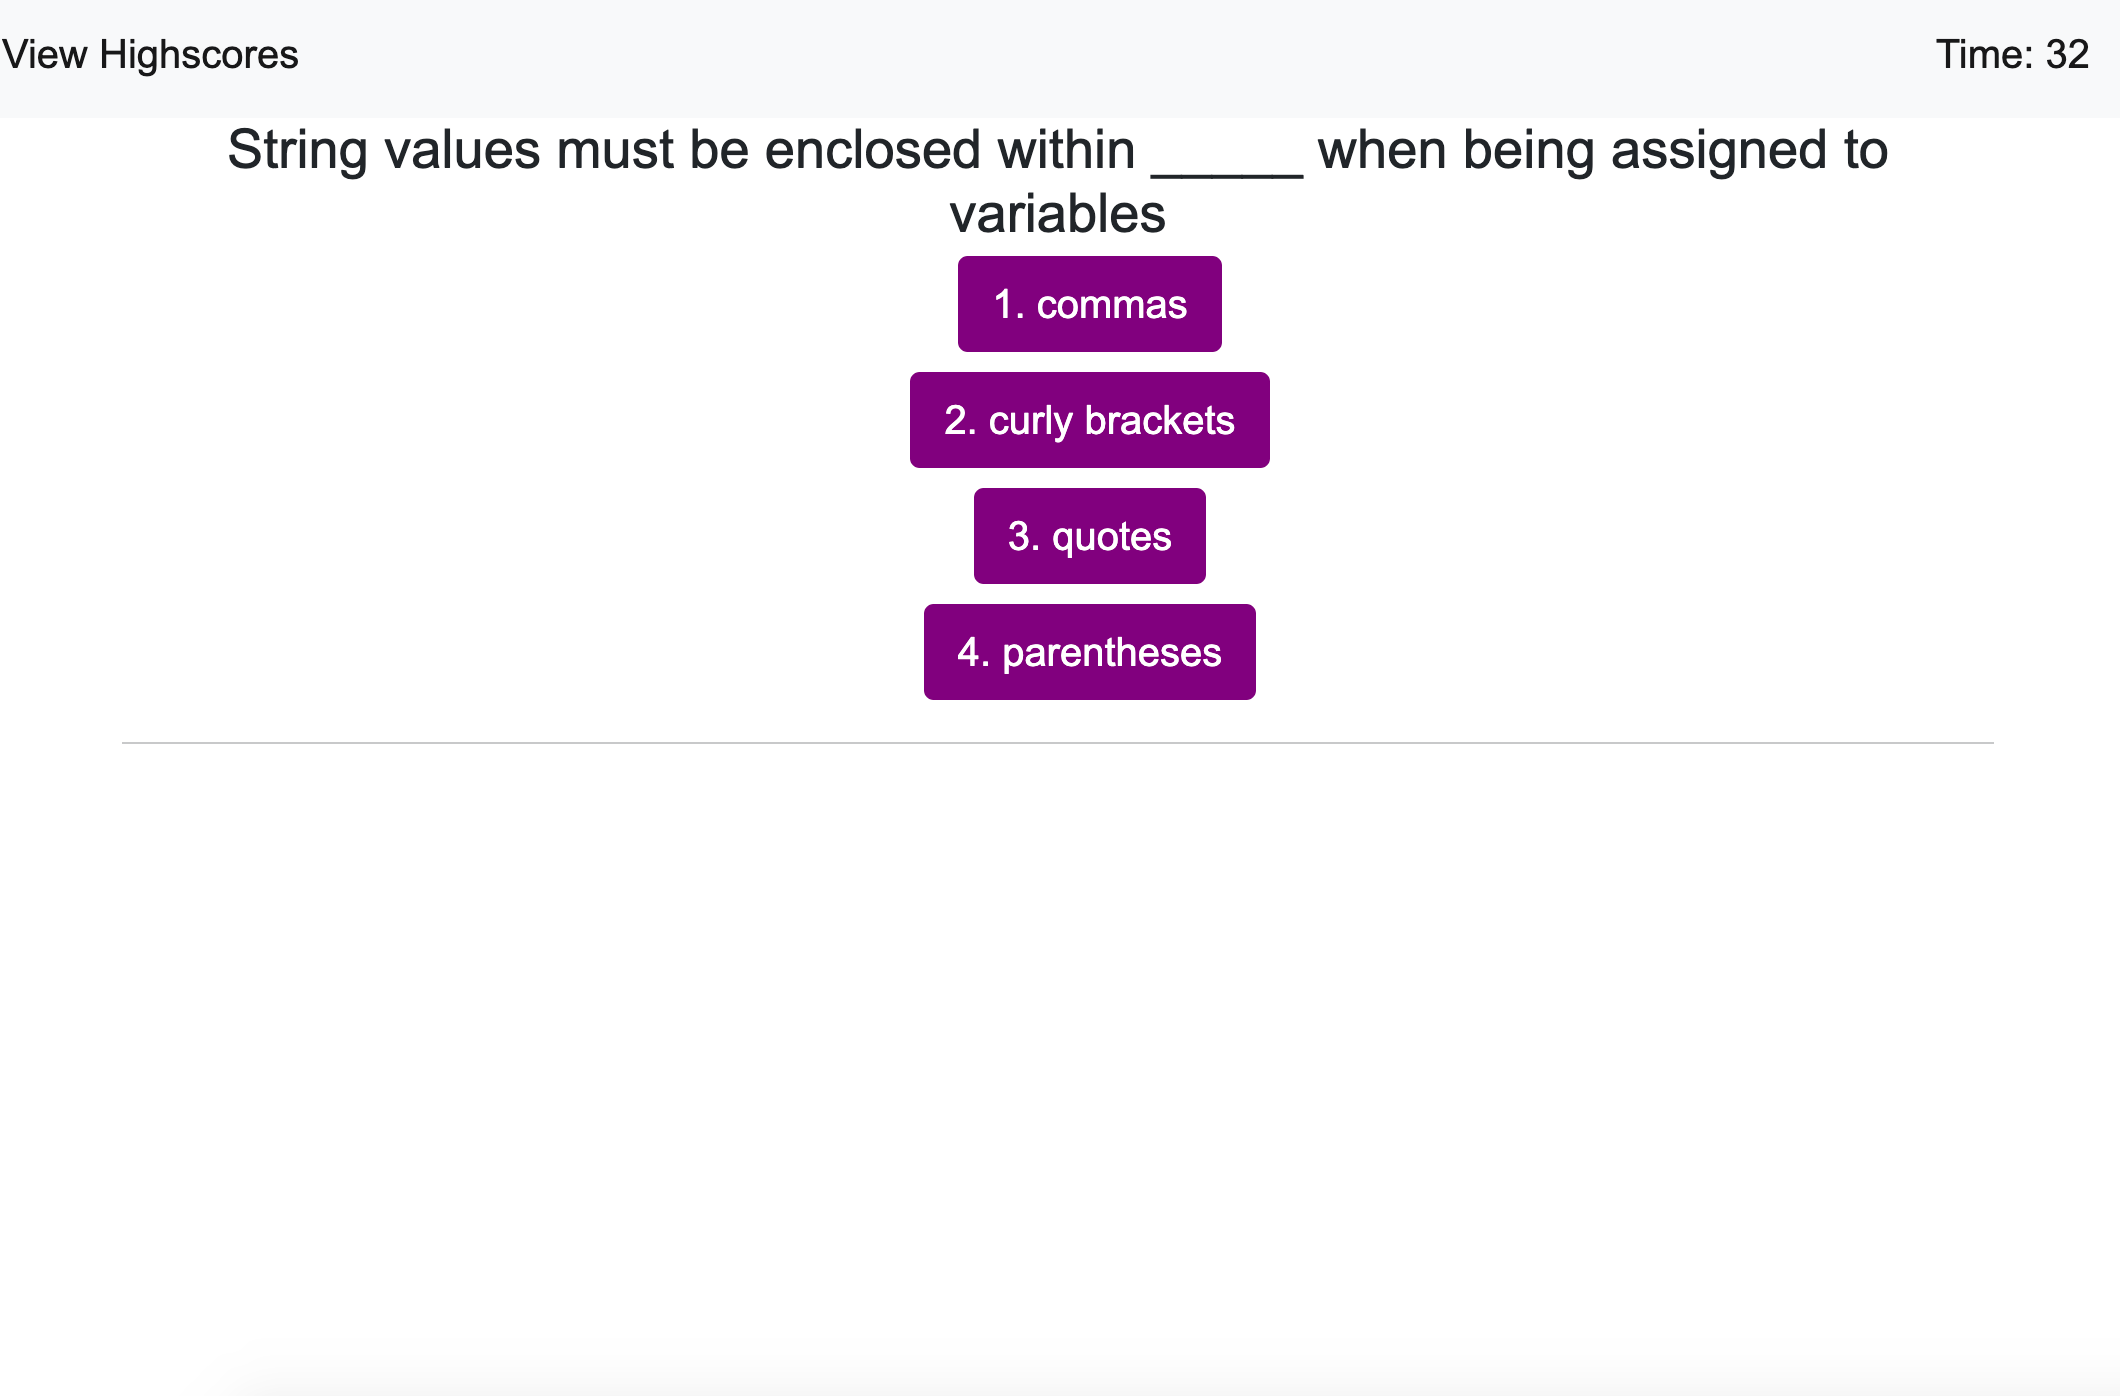 View Highscores
Time: 32
String values must be enclosed within _____ when being assigned to
variables
1. commas
2. curly brackets
3. quotes
4. parentheses